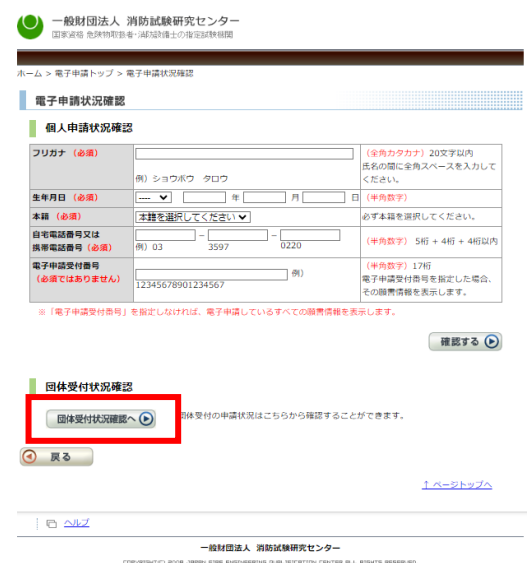 一般財団法人 消防試験研究センター
国家資格 危険物取扱者・消防設備士の指定試験機関
ホーム > 電子申請トップ > 電子申請状況確認
電子申請状況確認
個人申請状況確認
フリガナ （必須）
例）ショウボウ　タロウ
（全角カタカナ）20文字以内
氏名の間に全角スペースを入力して
ください。
生年月日 （必須）
---- 年 月 日
（半角数字）
本籍 （必須）
本籍を選択してください
必ず本籍を選択してください。
自宅電話番号又は
携帯電話番号（必須）
– –
例）03 3597 0220
（半角数字） 5桁 + 4桁 + 4桁以内
電子申請受付番号
（必須ではありません）
例）
12345678901234567
（半角数字）17桁
電子申請受付番号を指定した場合、
その願書情報を表示します。
※「電子申請受付番号」を指定しなければ、電子申請しているすべての願書情報を表示します。
確認する
団体受付状況確認
団体受付状況確認へ
団体受付の申請状況はこちらから確認することができます。
戻る
↑ ページトップへ
ヘルプ
一般財団法人 消防試験研究センター